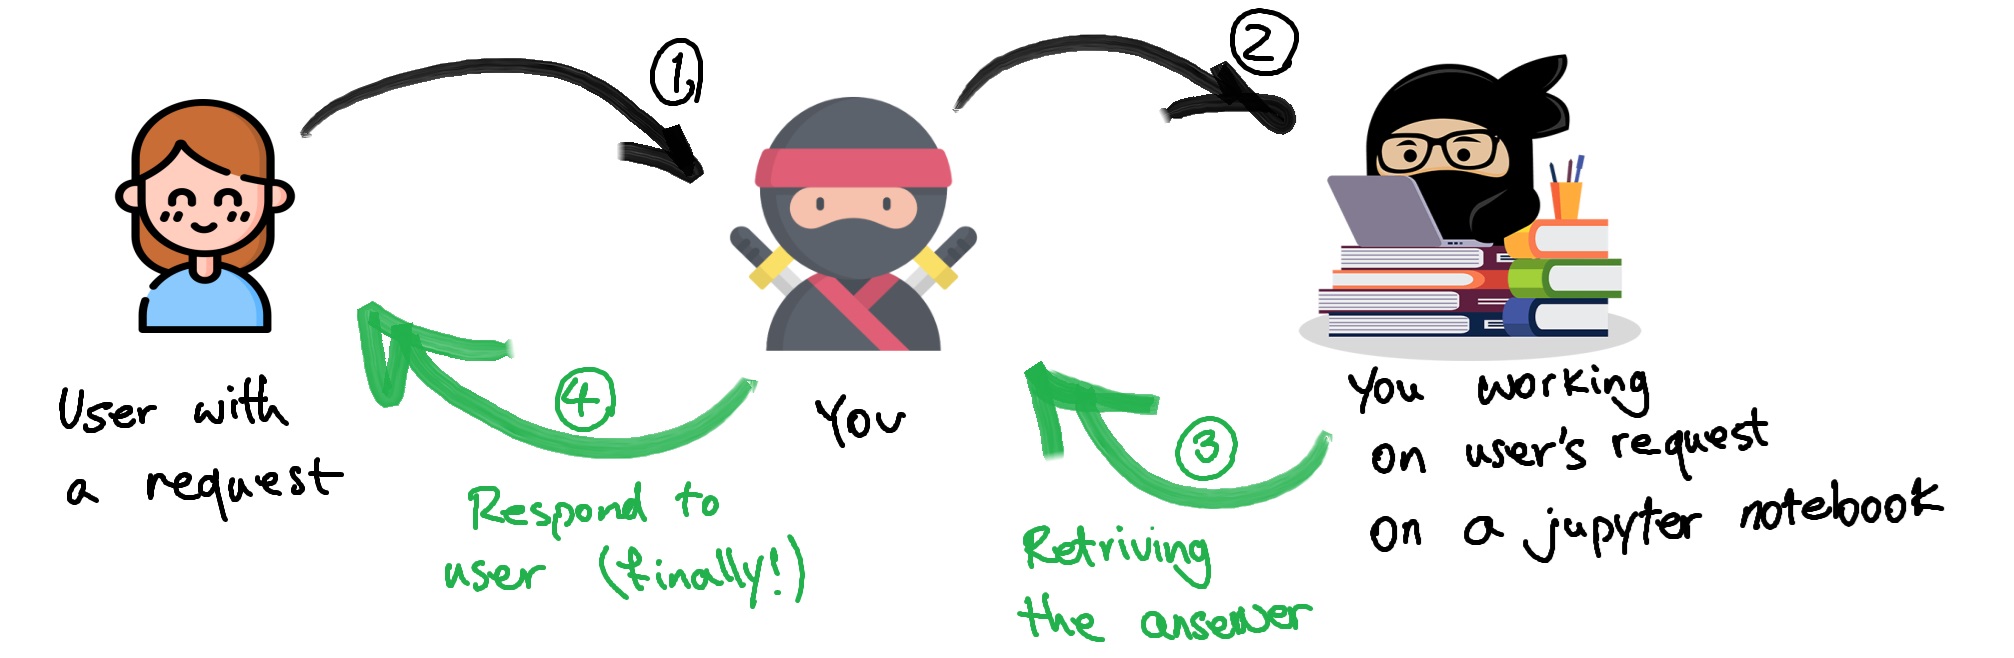 1
2
User with
a request
4
Respond to
user (finally!)
You
3
Retriving
the ansewer
You working
on user's request
on a jupyter notebook